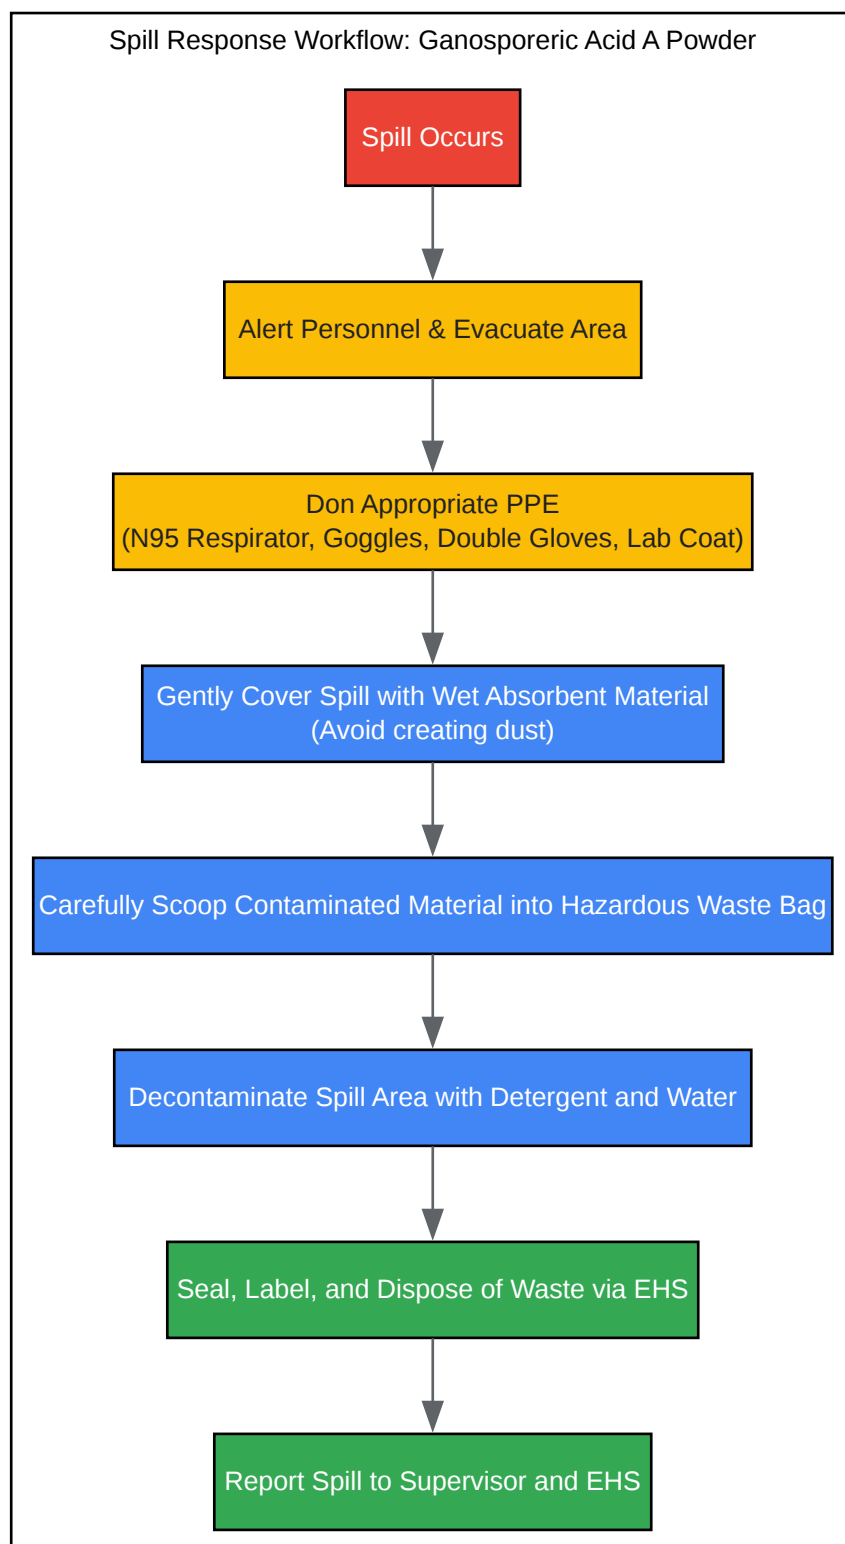 Spill Response Workflow: Ganosporeric Acid A Powder
Spill Occurs
Alert Personnel & Evacuate Area
Don Appropriate PPE
(N95 Respirator, Goggles, Double Gloves, Lab Coat)
Gently Cover Spill with Wet Absorbent Material
(Avoid creating dust)
Carefully Scoop Contaminated Material into Hazardous Waste Bag
Decontaminate Spill Area with Detergent and Water
Seal, Label, and Dispose of Waste via EHS
Report Spill to Supervisor and EHS